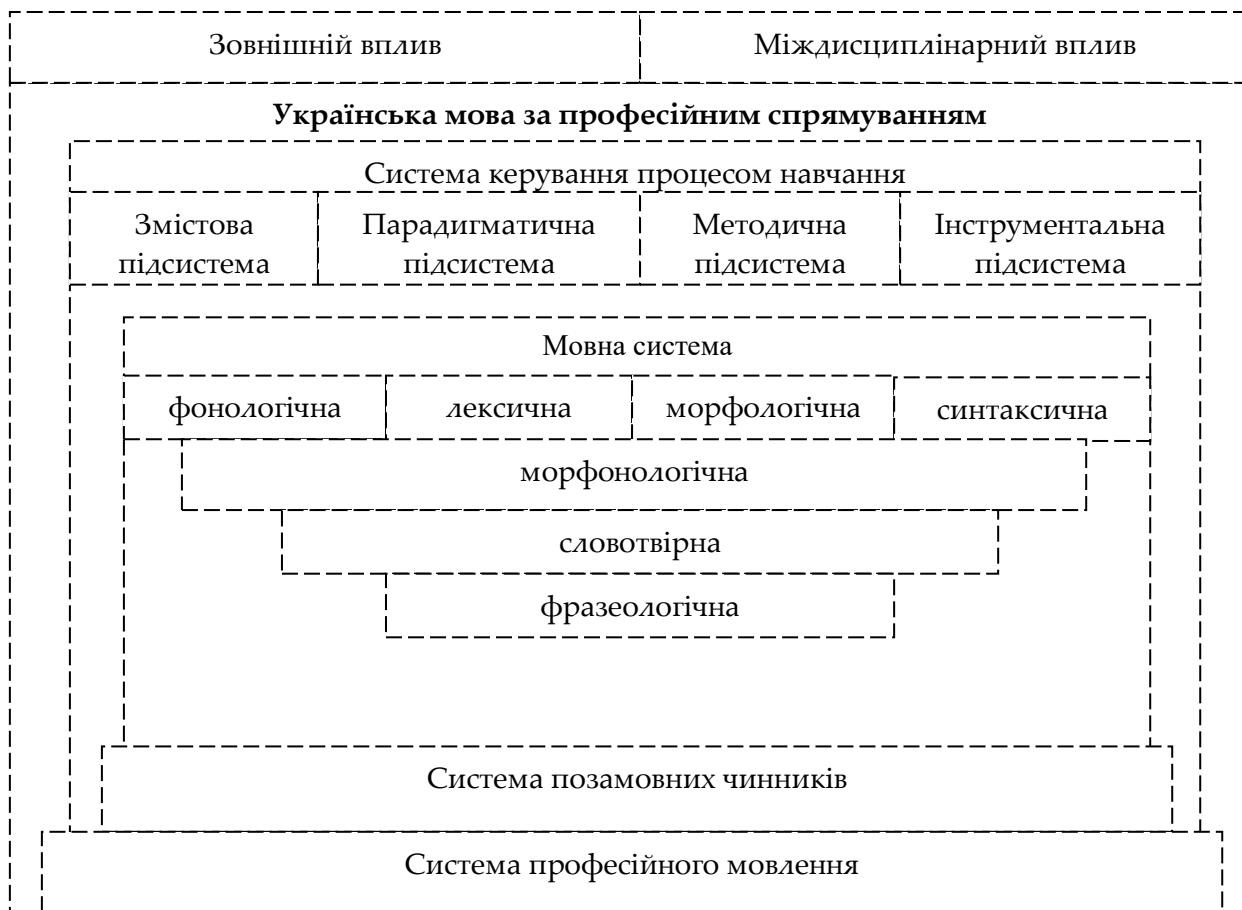 Зовнішній вплив Міждисциплінарний вплив
Українська мова за професійним спрямуванням
Система керування процесом навчання
Змістова підсистема
Парадигматична підсистема
Методична підсистема
Інструментальна підсистема
Мовна система
фонологічна лексична морфологічна синтаксична
морфонологічна
словотвірна
фразеологічна
Система позамовних чинників
Система професійного мовлення